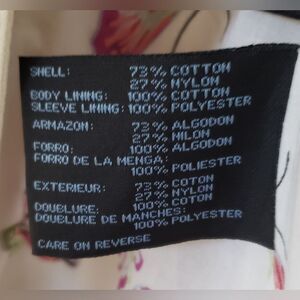 SHELL: 73% COTTON
27% NYLON
BODY LINING: 100% COTTON
SLEEVE LINING: 100% POLYESTER
ARMAZON: 73% ALGODON
27% NILON
FORRO: 100% ALGODON
FORRO DE LA MENGA:
100% POLIESTER
EXTERIEUR: 73% COTON
27% NYLON
DOUBLURE: 100% COTON
DOUBLURE DE MANCHES:
100% POLYESTER
CARE ON REVERSE